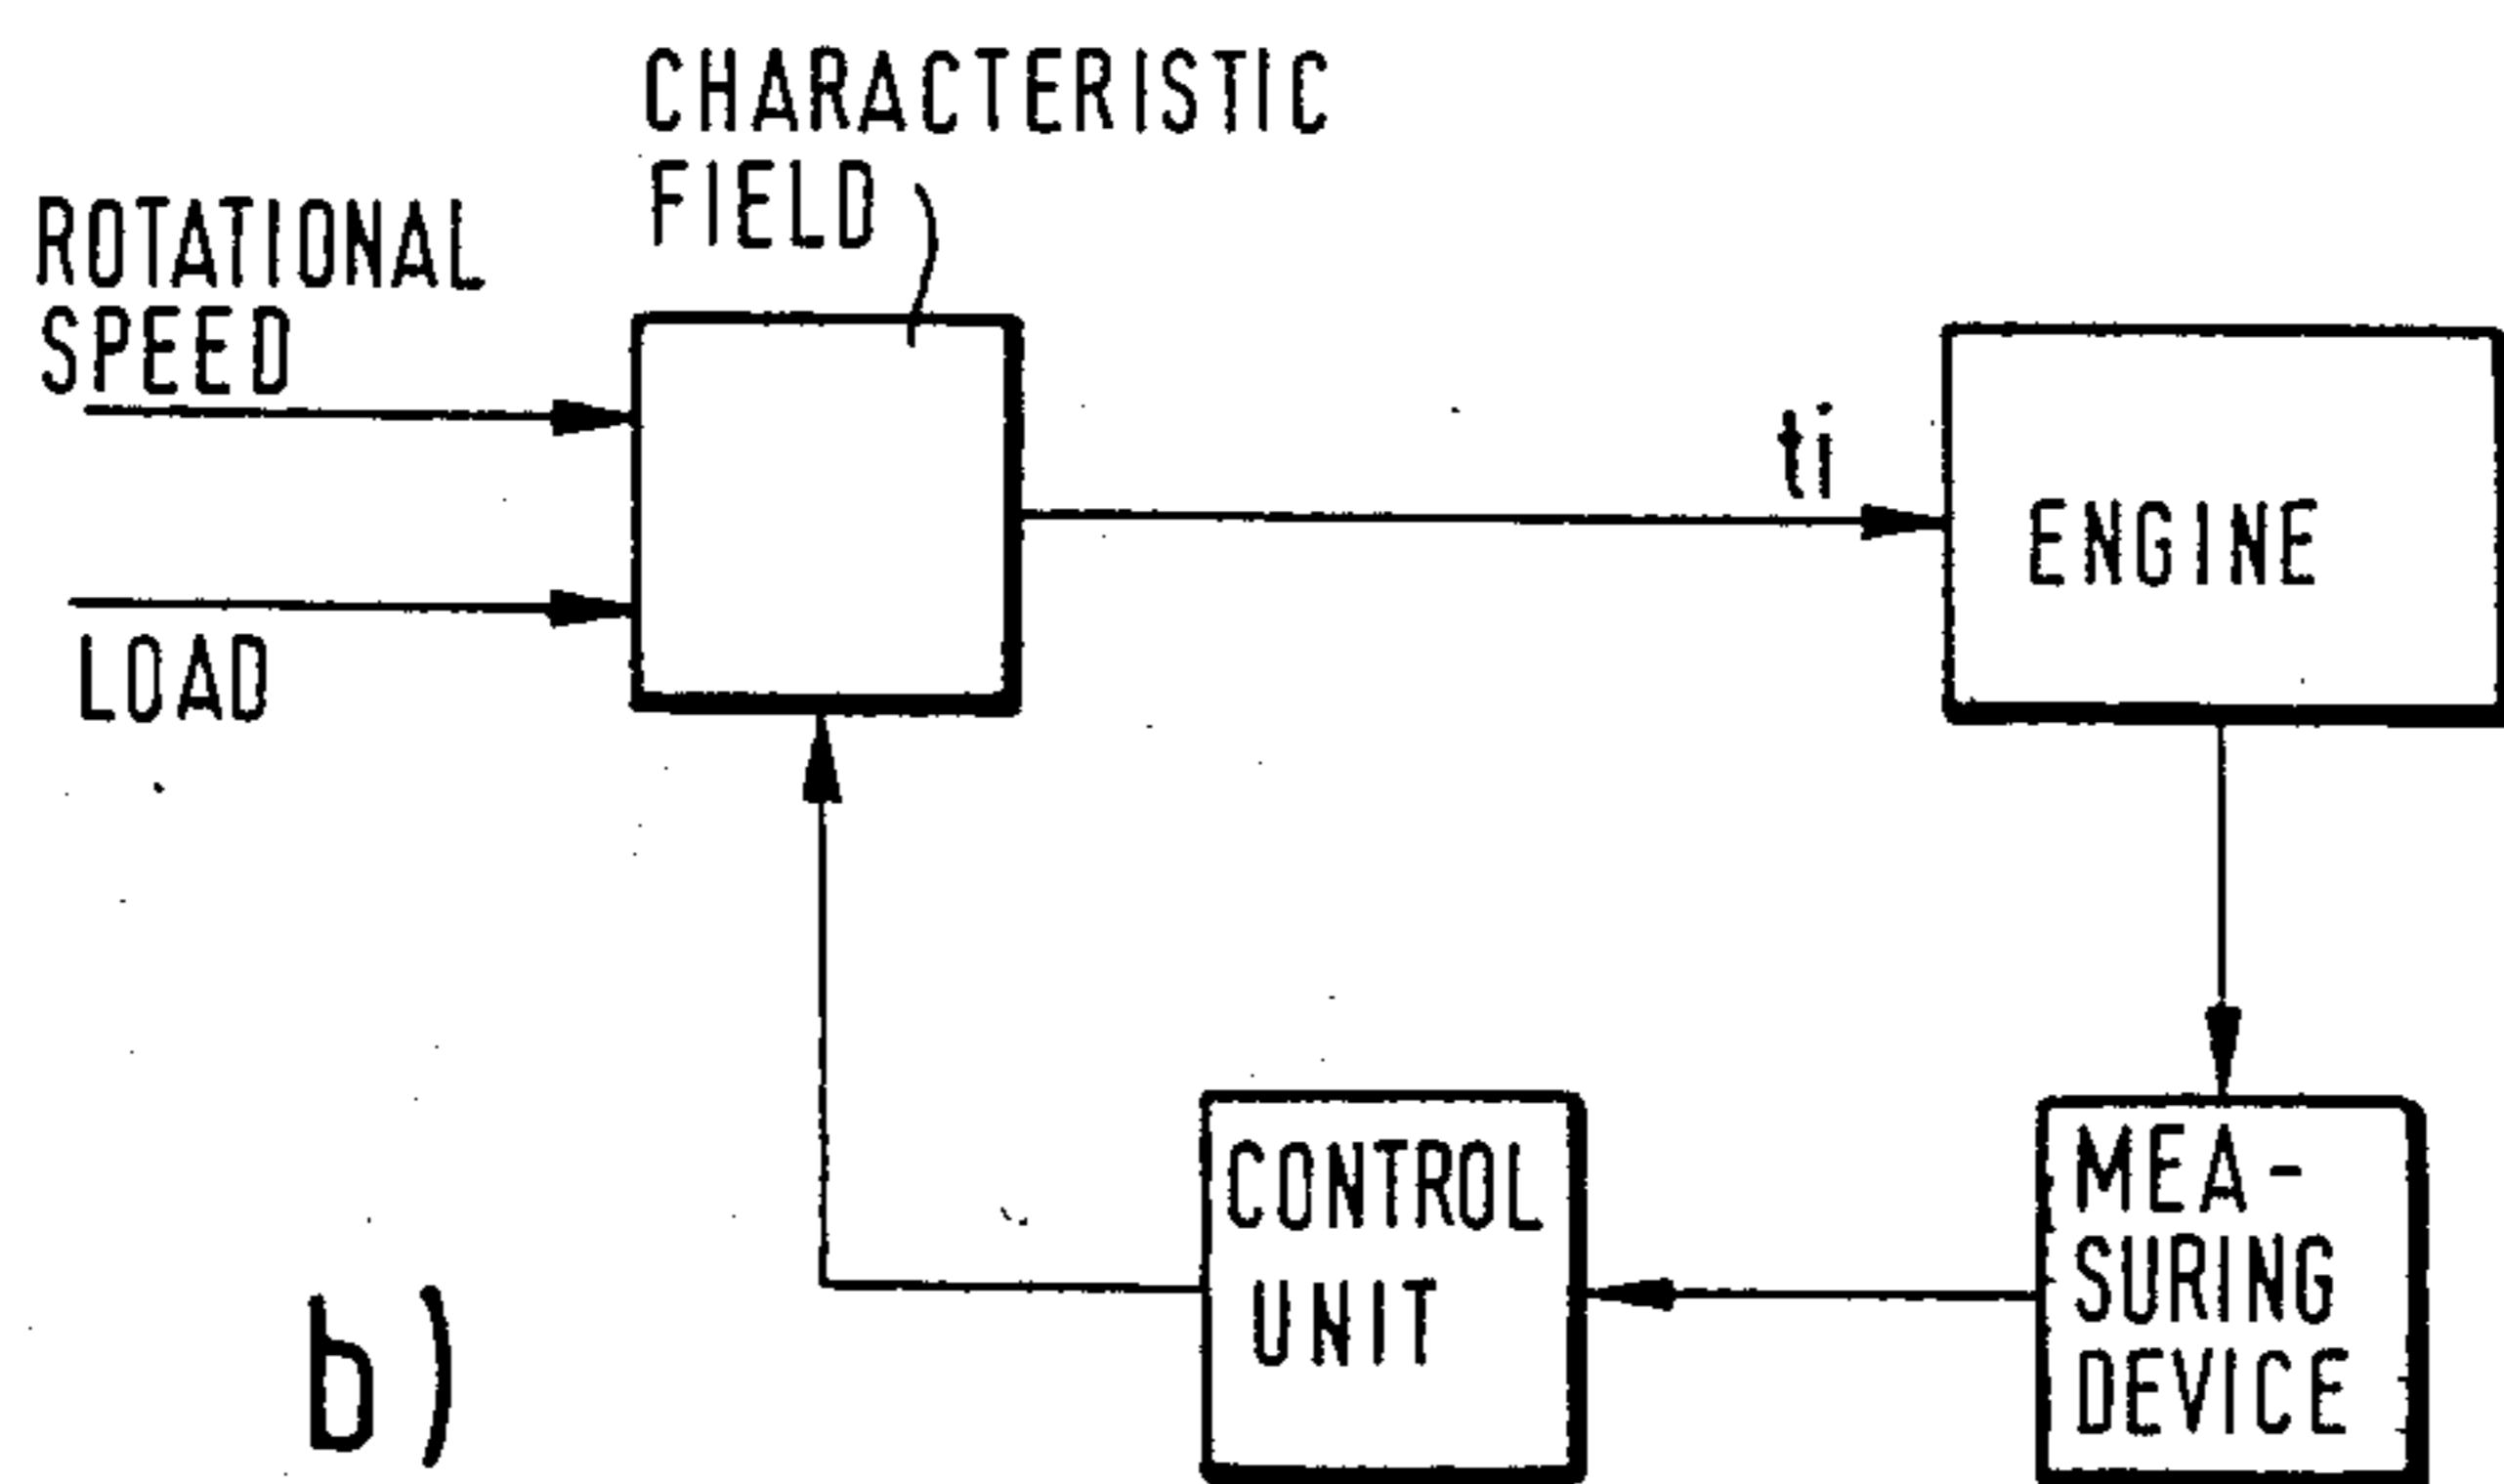 CHARACTERISTIC
FIELD
ROTATIONAL
SPEED
LOAD
ti
ENGINE
CONTROL
UNIT
MEA-
SURING
DEVICE
b)